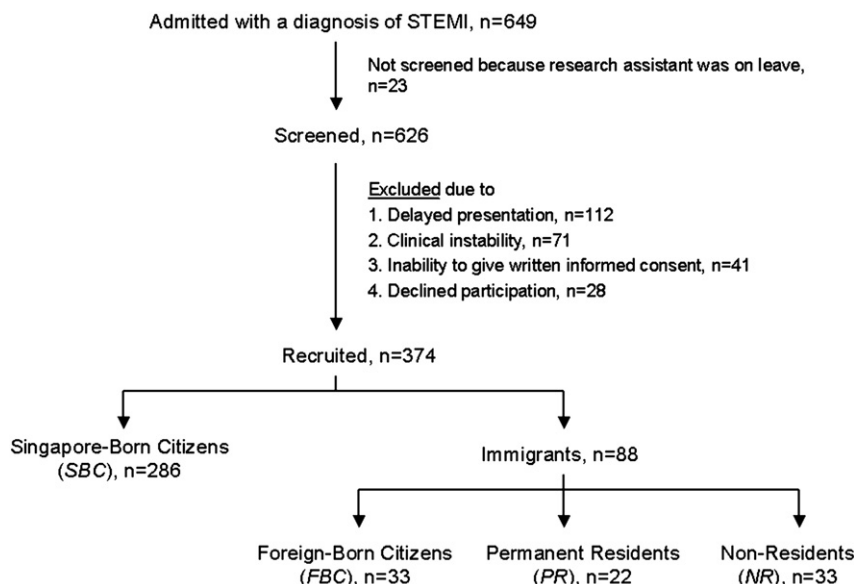 Admitted with a diagnosis of STEMI, n=649
Not screened because research assistant was on leave,
n=23
Screened, n=626
Excluded due to
1. Delayed presentation, n=112
2. Clinical instability, n=71
3. Inability to give written informed consent, n=41
4. Declined participation, n=28
Recruited, n=374
Singapore-Born Citizens
(SBC), n=286
Immigrants, n=88
Foreign-Born Citizens
(FBC), n=33
Permanent Residents
(PR), n=22
Non-Residents
(NR), n=33